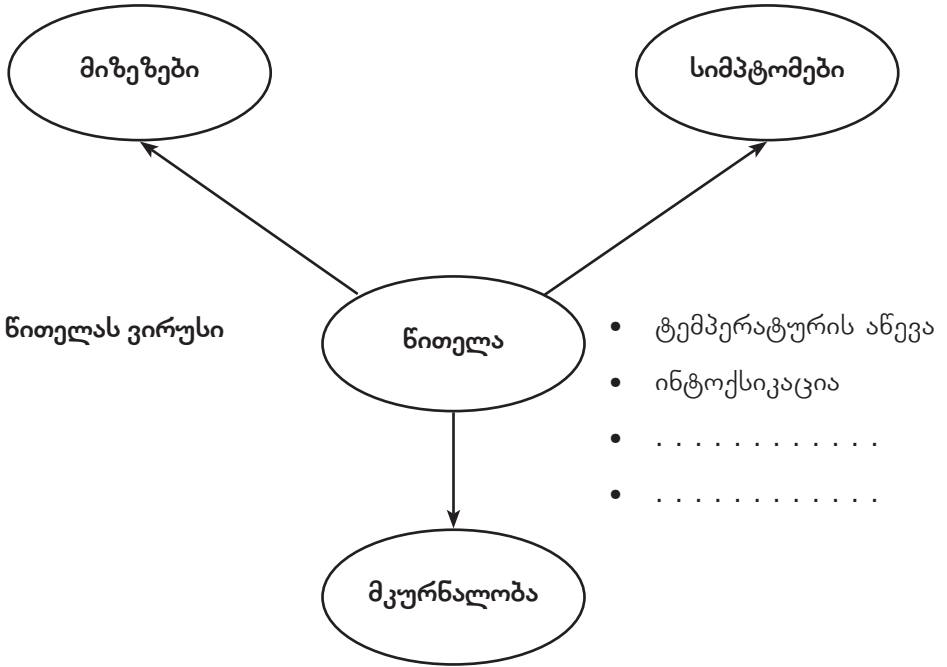 მიზეზები
სიმპტომები
წითელას ვირუსი
წითელა
• ტემპერატურის აწევა
• ინტოქსიკაცია
• . . . . . . . . . . . .
• . . . . . . . . . . . .
მკურნალობა